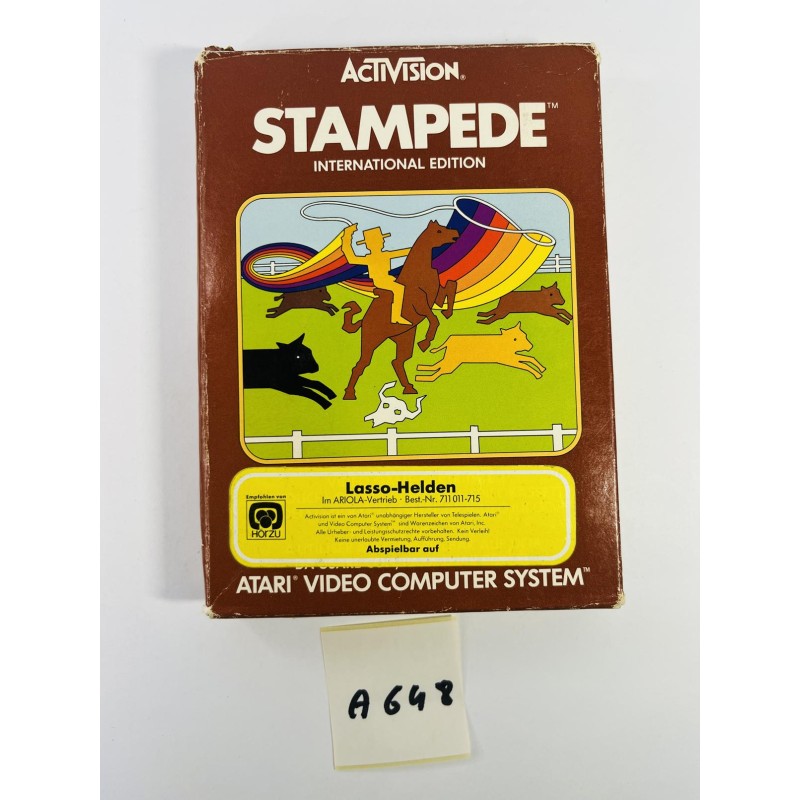 ACTIVISION®
STAMPEDE™
INTERNATIONAL EDITION
Lasso-Helden
Im ARIOLA-Vertrieb · Best.-Nr. 711 011-715
Empfohlen von
HÖRZU
Activision ist ein von Atari™ unabhängiger Hersteller von Telespielen. Atari™
und Video Computer System™ sind Warenzeichen von Atari, Inc.
Alle Urheber- und Leistungsschutzrechte vorbehalten. Kein Verleih!
Keine unerlaubte Vermietung, Aufführung, Sendung.
Abspielbar auf
ATARI® VIDEO COMPUTER SYSTEM™
A648